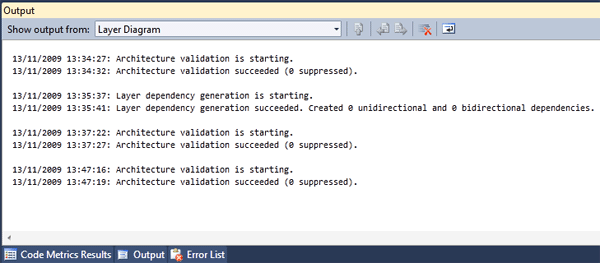 Output
Show output from: Layer Diagram
13/11/2009 13:34:27: Architecture validation is starting.
13/11/2009 13:34:32: Architecture validation succeeded (0 suppressed).
13/11/2009 13:35:37: Layer dependency generation is starting.
13/11/2009 13:35:41: Layer dependency generation succeeded. Created 0 unidirectional and 0 bidirectional dependencies.
13/11/2009 13:37:22: Architecture validation is starting.
13/11/2009 13:37:27: Architecture validation succeeded (0 suppressed).
13/11/2009 13:47:16: Architecture validation is starting.
13/11/2009 13:47:19: Architecture validation succeeded (0 suppressed).
Code Metrics Results Output Error List